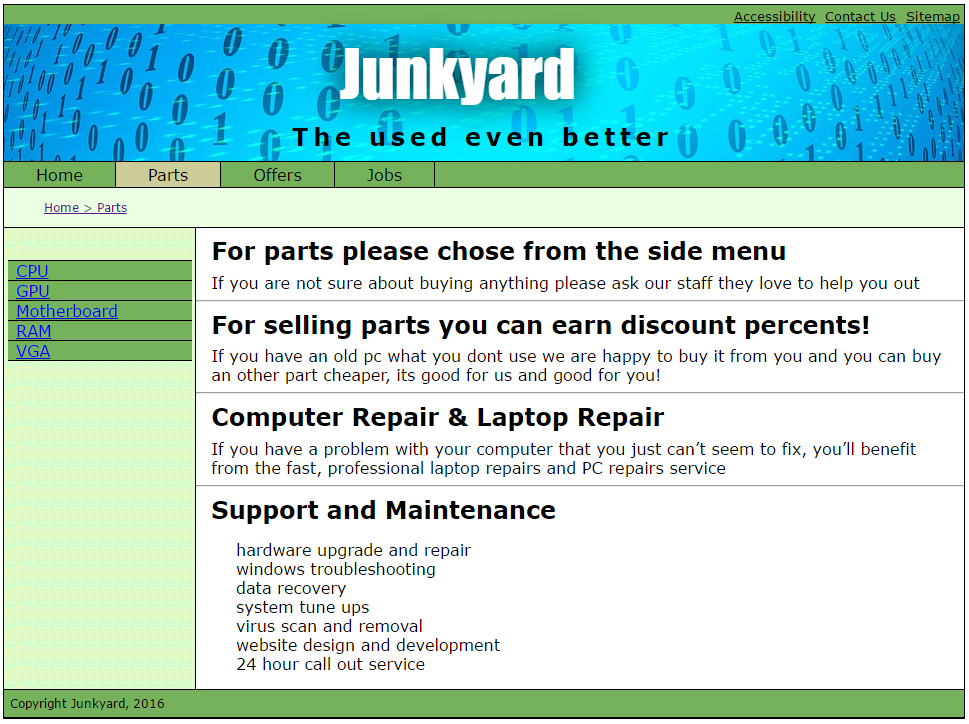 Accessibility Contact Us Sitemap
Junkyard
The used even better
Home Parts Offers Jobs
Home > Parts
CPU
GPU
Motherboard
RAM
VGA
For parts please chose from the side menu
If you are not sure about buying anything please ask our staff they love to help you out
For selling parts you can earn discount percents!
If you have an old pc what you dont use we are happy to buy it from you and you can buy
an other part cheaper, its good for us and good for you!
Computer Repair & Laptop Repair
If you have a problem with your computer that you just can’t seem to fix, you’ll benefit
from the fast, professional laptop repairs and PC repairs service
Support and Maintenance
hardware upgrade and repair
windows troubleshooting
data recovery
system tune ups
virus scan and removal
website design and development
24 hour call out service
Copyright Junkyard, 2016